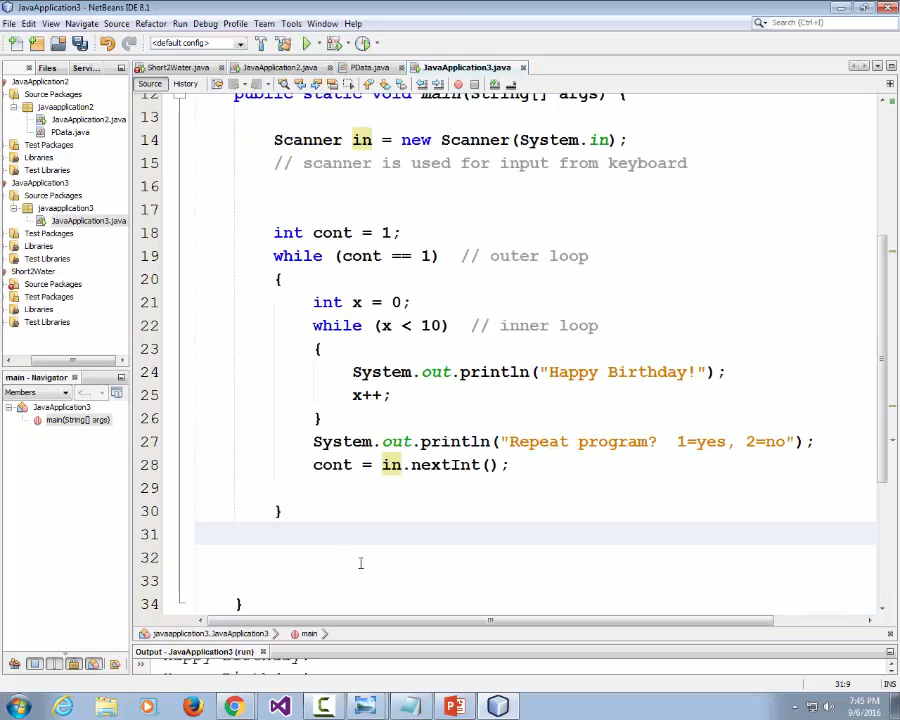 JavaApplication3 - NetBeans IDE 8.1
File Edit View Navigate Source Refactor Run Debug Profile Team Tools Window Help
Search (Ctrl+I)
<default config>
Files Servi...
Short2Water.java JavaApplication2.java PData.java JavaApplication3.java
Source History
JavaApplication2
Source Packages
javaapplication2
JavaApplication2.java
PData.java
Test Packages
Libraries
Test Libraries
JavaApplication3
Source Packages
javaapplication3
JavaApplication3.java
Test Packages
Libraries
Test Libraries
Short2Water
Source Packages
Test Packages
Libraries
Test Libraries
main - Navigator
Members <...>
JavaApplication3
main(String[] args)
12 public static void main(String[] args) {
13
14 Scanner in = new Scanner(System.in);
15 // scanner is used for input from keyboard
16
17
18 int cont = 1;
19 while (cont == 1) // outer loop
20 {
21 int x = 0;
22 while (x < 10) // inner loop
23 {
24 System.out.println("Happy Birthday!");
25 x++;
26 }
27 System.out.println("Repeat program? 1=yes, 2=no");
28 cont = in.nextInt();
29
30 }
31
32
33
34 }
javaapplication3.JavaApplication3 main
Output - JavaApplication3 (run)
Happy Birthday!
31:9 INS
7:45 PM
9/6/2016